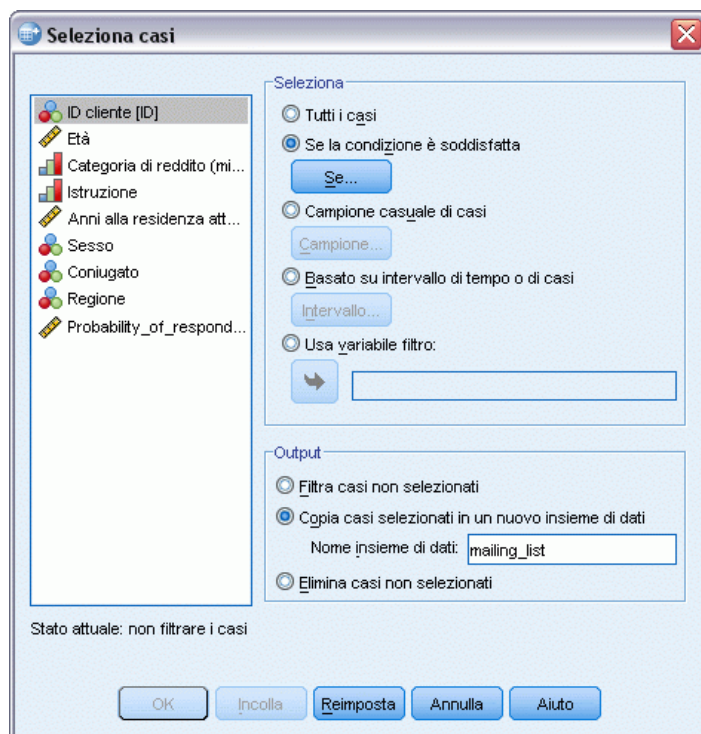 Seleziona casi
ID cliente [ID]
Età
Categoria di reddito (mi...
Istruzione
Anni alla residenza att...
Sesso
Coniugato
Regione
Probability_of_respond...
Stato attuale: non filtrare i casi
Seleziona
Tutti i casi
Se la condizione è soddisfatta
Se...
Campione casuale di casi
Campione...
Basato su intervallo di tempo o di casi
Intervallo...
Usa variabile filtro:
Output
Filtra casi non selezionati
Copia casi selezionati in un nuovo insieme di dati
Nome insieme di dati: mailing_list
Elimina casi non selezionati
OK
Incolla
Reimposta
Annulla
Aiuto